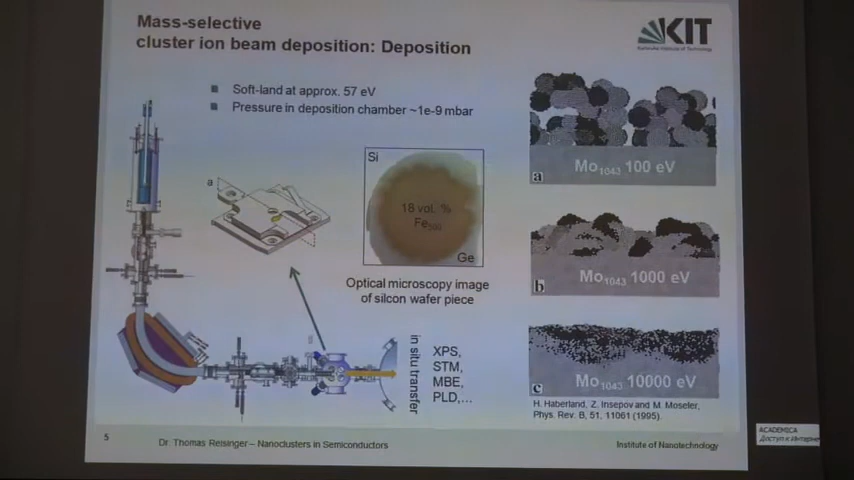 Mass-selective
cluster ion beam deposition: Deposition
KIT
Karlsruhe Institute of Technology
Soft-land at approx. 57 eV
Pressure in deposition chamber ~1e-9 mbar
a
Si
18 vol. %
Fe500
Ge
Optical microscopy image
of silcon wafer piece
in situ transfer
XPS,
STM,
MBE,
PLD,...
Mo1043 100 eV
a
Mo1043 1000 eV
b
Mo1043 10000 eV
c
H. Haberland, Z. Insepov and M. Moseler,
Phys. Rev. B, 51, 11061 (1995).
5
Dr. Thomas Reisinger – Nanoclusters in Semiconductors
Institute of Nanotechnology
ACADEMICA
Доступ к Интерне